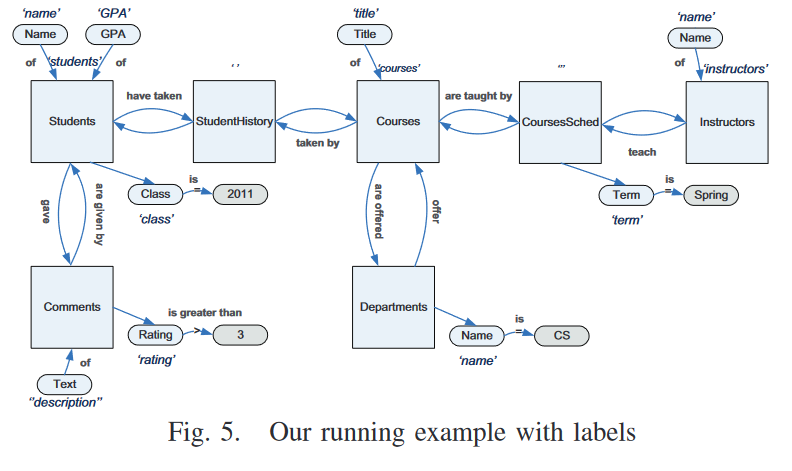 'name' 'GPA' 'title' 'name'
Name GPA Title Name
of 'students' of of 'courses' of 'instructors'
' ' '''
have taken are taught by
Students StudentHistory Courses CoursesSched Instructors
taken by teach
is is
Class = 2011 Term = Spring
'class' 'term'
gave are given by are offered offer
Comments Departments
is greater than is
Rating > 3 Name = CS
'rating' 'name'
of
Text
"description"
Fig. 5. Our running example with labels